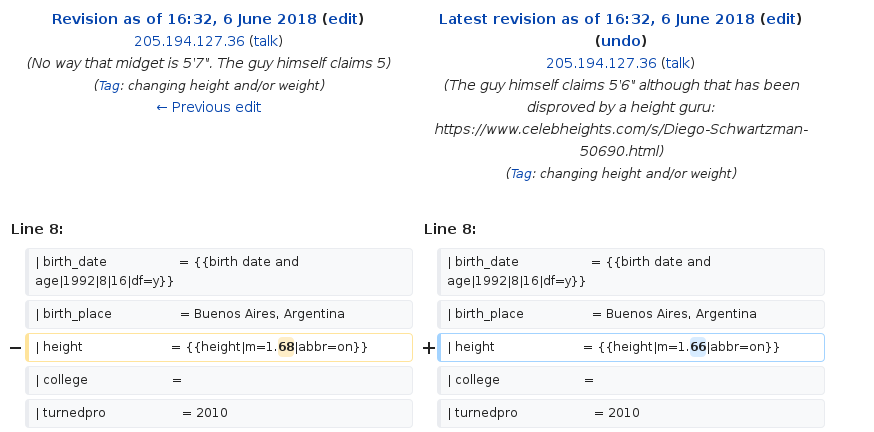 Revision as of 16:32, 6 June 2018 (edit)
205.194.127.36 (talk)
(No way that midget is 5'7". The guy himself claims 5)
(Tag: changing height and/or weight)
← Previous edit
Latest revision as of 16:32, 6 June 2018 (edit)
(undo)
205.194.127.36 (talk)
(The guy himself claims 5'6" although that has been
disproved by a height guru:
https://www.celebheights.com/s/Diego-Schwartzman-
50690.html)
(Tag: changing height and/or weight)
Line 8:
| birth_date = {{birth date and
age|1992|8|16|df=y}}
| birth_place = Buenos Aires, Argentina
− | height = {{height|m=1.68|abbr=on}}
| college =
| turnedpro = 2010
Line 8:
| birth_date = {{birth date and
age|1992|8|16|df=y}}
| birth_place = Buenos Aires, Argentina
+ | height = {{height|m=1.66|abbr=on}}
| college =
| turnedpro = 2010